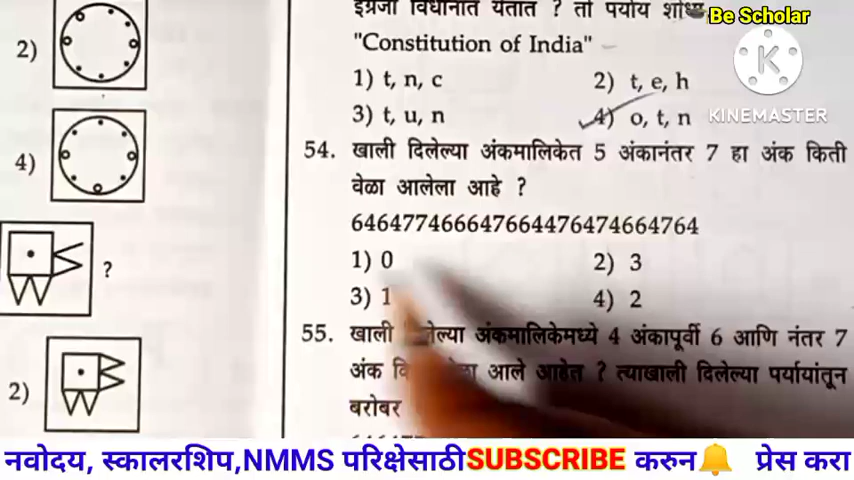 इंग्रजी विधानात येतात ? तो पर्याय
Be Scholar
2)
"Constitution of India"
1) t, n, c 2) t, e, h
3) t, u, n 4) o, t, n
K
KINEMASTER
4)
54. खाली दिलेल्या अंकमालिकेत 5 अंकानंतर 7 हा अंक किती
वेळा आलेला आहे ?
646477466647664476474664764
?
1) 0 2) 3
3) 1 4) 2
55. खाली अंकमालिकेमध्ये 4 अंकापूर्वी 6 आणि नंतर 7
2)
अंक आले आहेत ? त्याखाली दिलेल्या पर्यायांतून
बरोबर
नवोदय, स्कालरशिप,NMMS परिक्षेसाठी SUBSCRIBE करुन प्रेस करा